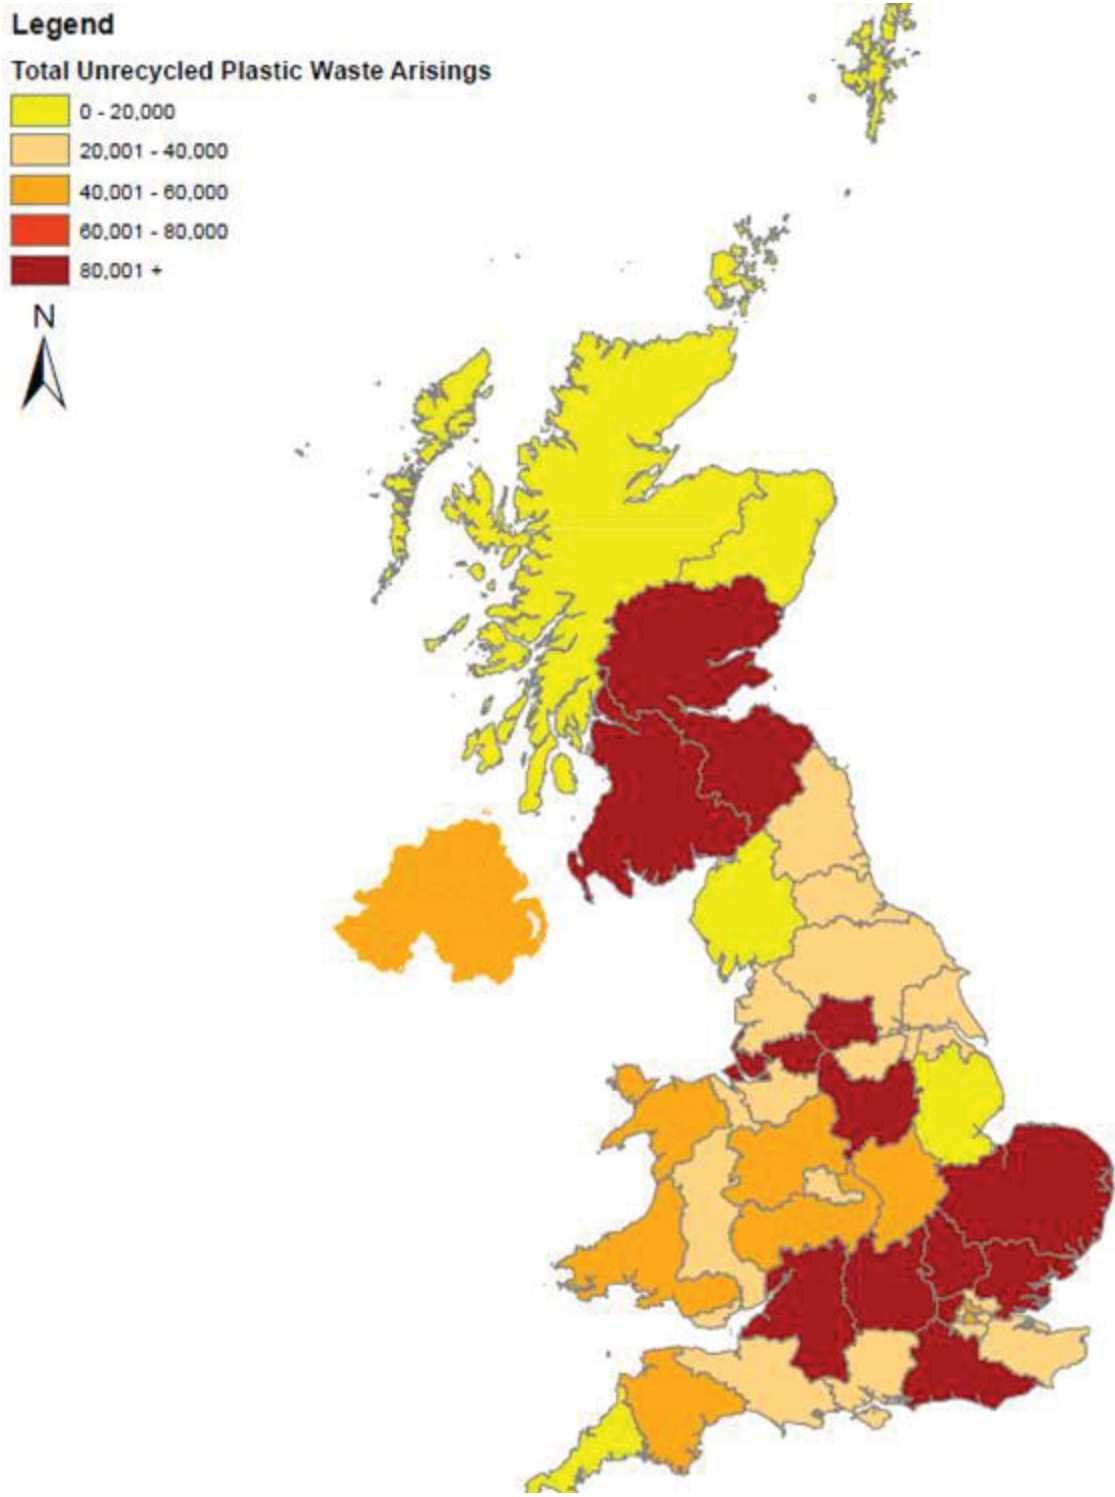 Legend
Total Unrecycled Plastic Waste Arisings
0 - 20,000
20,001 - 40,000
40,001 - 60,000
60,001 - 80,000
80,001 +
N